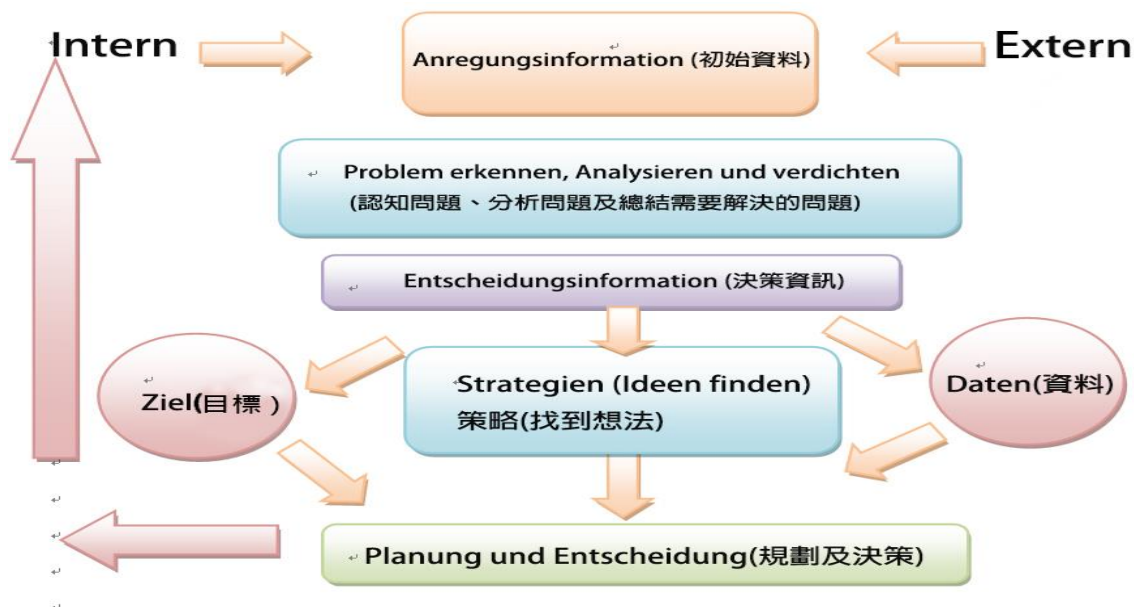 Intern
Anregungsinformation (初始資料)
Extern
Problem erkennen, Analysieren und verdichten
(認知問題、分析問題及總結需要解決的問題)
Entscheidungsinformation (決策資訊)
Ziel(目標)
Strategien (Ideen finden)
策略(找到想法)
Daten(資料)
Planung und Entscheidung(規劃及決策)